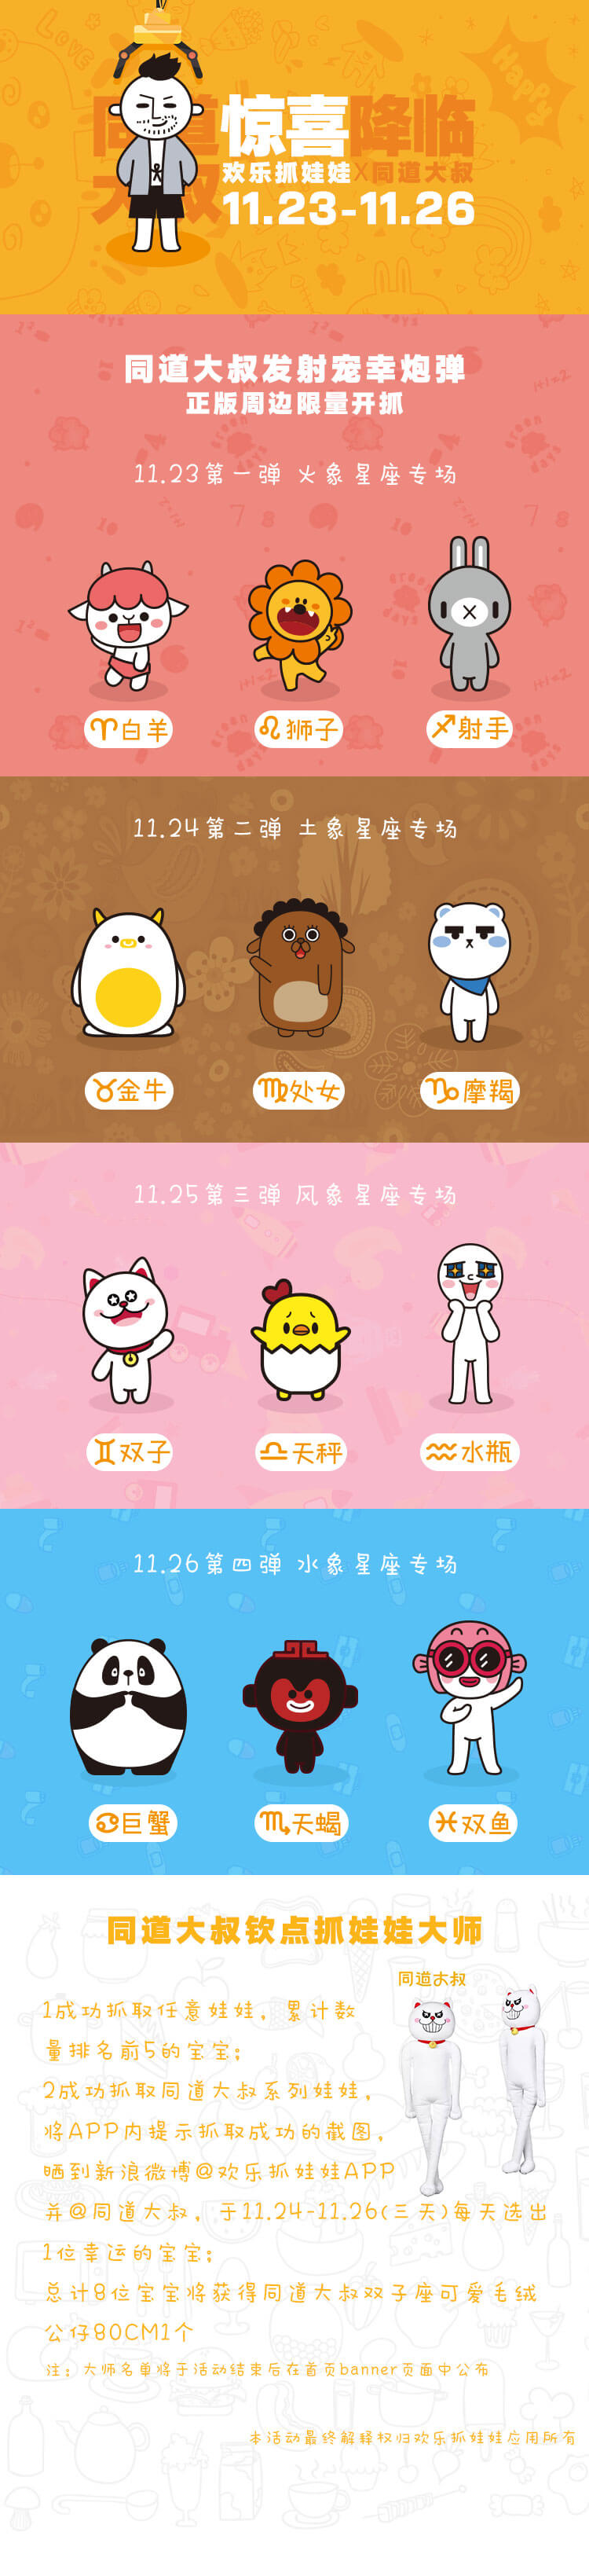 Love
Happy
同道
大叔
惊喜降临
欢乐抓娃娃X同道大叔
11.23-11.26
同道大叔发射宠幸炮弹
正版周边限量开抓
11.23第一弹 火象星座专场
♈白羊
♌狮子
♐射手
11.24第二弹 土象星座专场
♉金牛
♍处女
♑摩羯
11.25第三弹 风象星座专场
♊双子
♎天秤
♒水瓶
11.26第四弹 水象星座专场
♋巨蟹
♏天蝎
♓双鱼
同道大叔钦点抓娃娃大师
同道大叔
1成功抓取任意娃娃，累计数
量排名前5的宝宝；
2成功抓取同道大叔系列娃娃，
将APP内提示抓取成功的截图，
晒到新浪微博@欢乐抓娃娃APP
并@同道大叔，于11.24-11.26(三天)每天选出
1位幸运的宝宝；
总计8位宝宝将获得同道大叔双子座可爱毛绒
公仔80CM1个
注：大师名单将于活动结束后在首页banner页面中公布
本活动最终解释权归欢乐抓娃娃应用所有